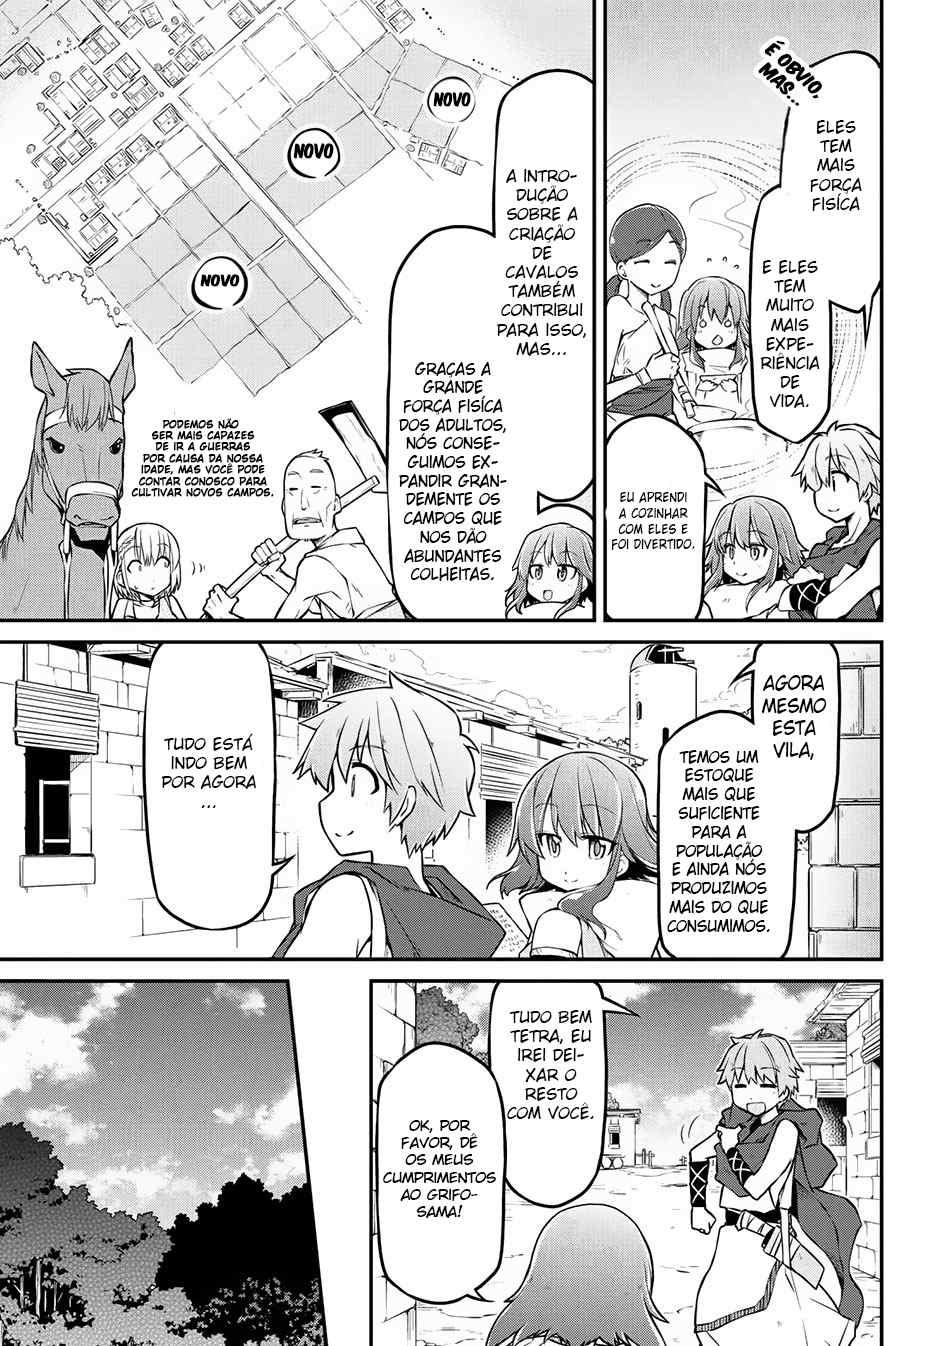 É OBVIO,
MAS...
ELES
TEM
MAIS
FORÇA
FISÍCA
E ELES
TEM
MUITO
MAIS
EXPE-
RIÊNCIA
DE
VIDA.
EU APRENDI
A COZINHAR
COM ELES E
FOI DIVERTIDO.
A INTRO-
DUÇÃO
SOBRE A
CRIAÇÃO
DE
CAVALOS
TAMBÉM
CONTRIBUI
PARA ISSO,
MAS...
GRAÇAS A
GRANDE
FORÇA FISÍCA
DOS ADULTOS,
NÓS CONSE-
GUIMOS EX-
PANDIR GRAN-
DEMENTE OS
CAMPOS QUE
NOS DÃO
ABUNDANTES
COLHEITAS.
NOVO
NOVO
NOVO
PODEMOS NÃO
SER MAIS CAPAZES
DE IR A GUERRAS
POR CAUSA DA NOSSA
IDADE, MAS VOCÊ PODE
CONTAR CONOSCO PARA
CULTIVAR NOVOS CAMPOS.
AGORA
MESMO
ESTA
VILA,
TEMOS UM
ESTOQUE
MAIS QUE
SUFICIENTE
PARA A
POPULAÇÃO
E AINDA NÓS
PRODUZIMOS
MAIS DO QUE
CONSUMIMOS.
TUDO ESTÁ
INDO BEM
POR AGORA
...
TUDO BEM
TETRA, EU
IREI DEI-
XAR O
RESTO
COM VOCÊ.
OK, POR
FAVOR, DÊ
OS MEUS
CUMPRIMENTOS
AO GRIFO-
SAMA!